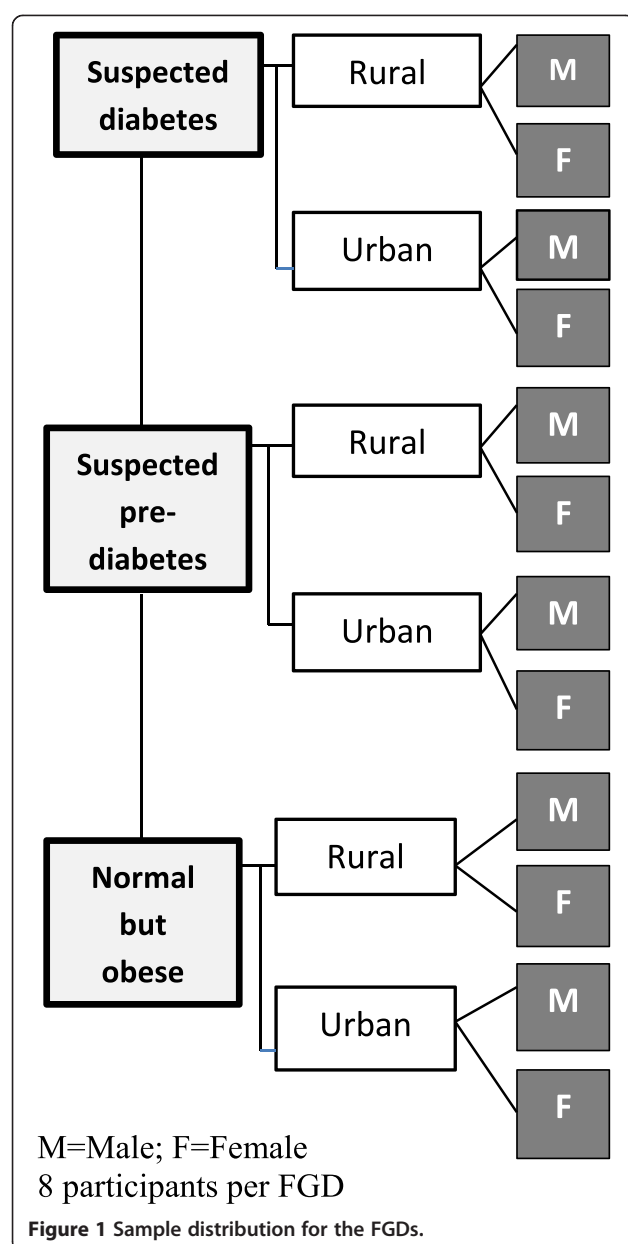 Suspected
diabetes
Rural
M
F
Urban
M
F
Suspected
pre-
diabetes
Rural
M
F
Urban
M
F
Normal
but
obese
Rural
M
F
Urban
M
F
M=Male; F=Female
8 participants per FGD
Figure 1 Sample distribution for the FGDs.